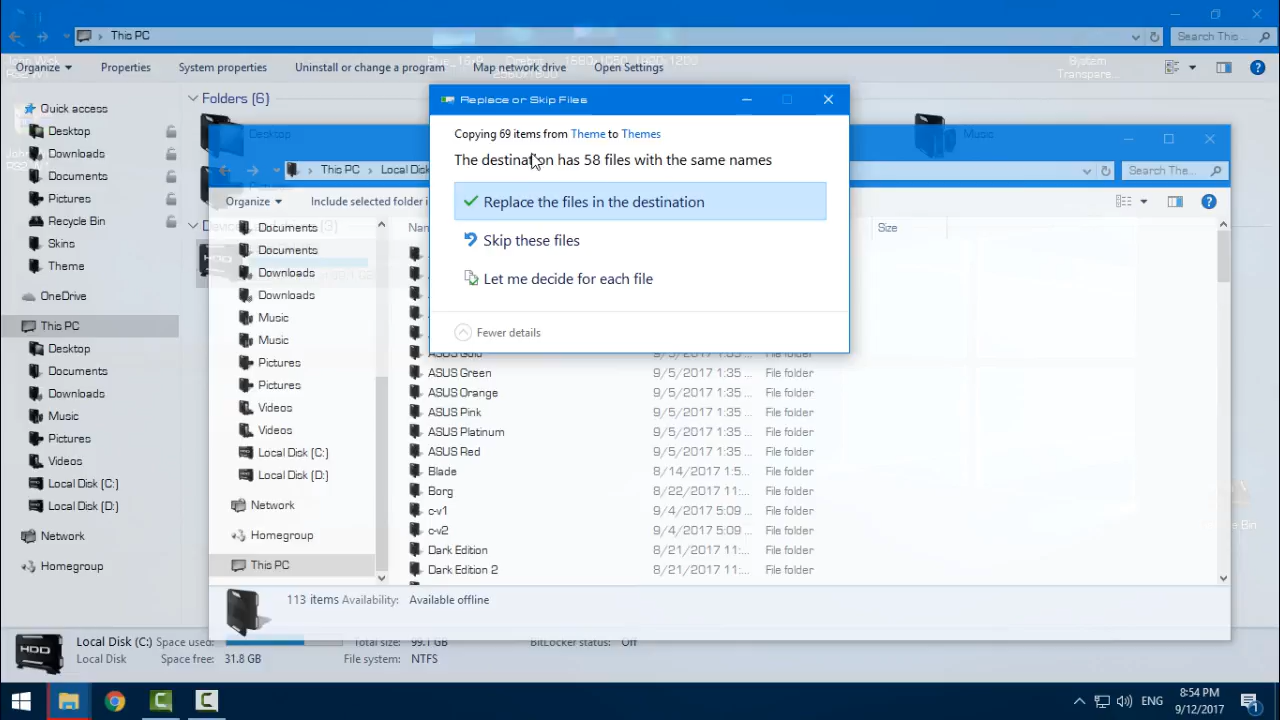 This PC
Search This ...
Organize
Properties
System properties
Uninstall or change a program
Map network drive
Open Settings
Quick access
Desktop
Downloads
Documents
Pictures
Recycle Bin
Skins
Theme
OneDrive
This PC
Desktop
Documents
Downloads
Music
Pictures
Videos
Local Disk (C:)
Local Disk (D:)
Network
Homegroup
Folders (6)
Desktop
Music
Replace or Skip Files
Copying 69 items from Theme to Themes
The destination has 58 files with the same names
Replace the files in the destination
Skip these files
Let me decide for each file
Fewer details
This PC
Local Disk
Search The...
Organize
Include selected folder i
Size
Documents
Documents
Downloads
Downloads
Music
Music
Pictures
Pictures
Videos
Videos
Local Disk (C:)
Local Disk (D:)
Network
Homegroup
This PC
ASUS Gold 9/5/2017 1:35 ... File folder
ASUS Green 9/5/2017 1:35 ... File folder
ASUS Orange 9/5/2017 1:35 ... File folder
ASUS Pink 9/5/2017 1:35 ... File folder
ASUS Platinum 9/5/2017 1:35 ... File folder
ASUS Red 9/5/2017 1:35 ... File folder
Blade 8/14/2017 1:5... File folder
Borg 8/22/2017 11:... File folder
c-v1 9/4/2017 5:09 ... File folder
c-v2 9/4/2017 5:09 ... File folder
Dark Edition 8/21/2017 11:... File folder
Dark Edition 2 8/21/2017 11:... File folder
113 items Availability: Available offline
Local Disk (C:) Space used: Total size: 99.1 GB BitLocker status: Off
Local Disk Space free: 31.8 GB File system: NTFS
HDD
ENG
8:54 PM
9/12/2017